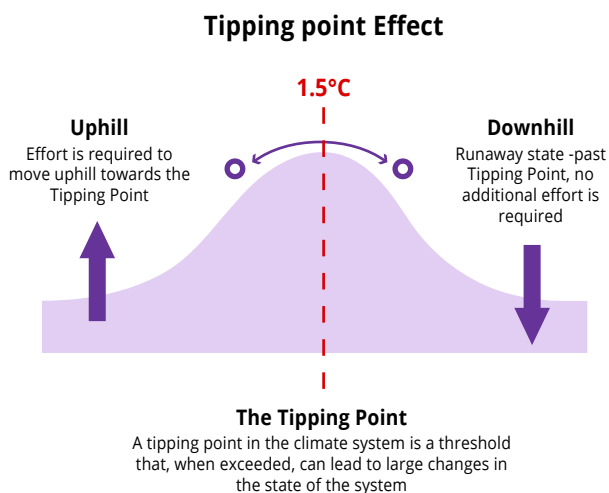 Tipping point Effect
1.5°C
Uphill
Effort is required to
move uphill towards the
Tipping Point
Downhill
Runaway state -past
Tipping Point, no
additional effort is
required
The Tipping Point
A tipping point in the climate system is a threshold
that, when exceeded, can lead to large changes in
the state of the system